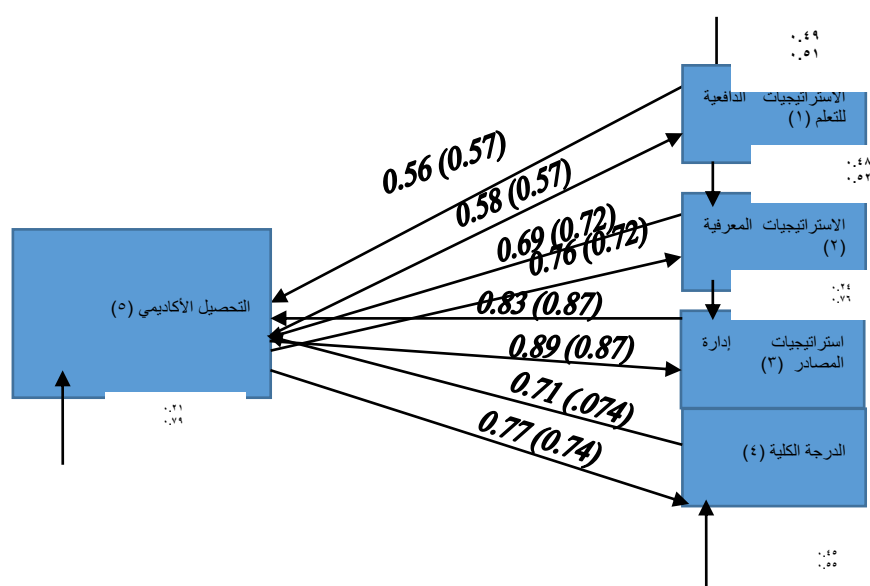 ٠.٤٩
٠.٥١
الاستراتيجيات الدافعية
للتعلم (١)
0.56 (0.57)
٠.٤٨
٠.٥٢
0.58 (0.57)
الاستراتيجيات المعرفية
(٢)
0.69 (0.72)
0.76 (0.72)
٠.٢٤
٠.٧٦
التحصيل الأكاديمي (٥)
0.83 (0.87)
استراتيجيات إدارة
المصادر (٣)
0.89 (0.87)
0.71 (.074)
٠.٢١
٠.٧٩
0.77 (0.74)
الدرجة الكلية (٤)
٠.٤٥
٠.٥٥